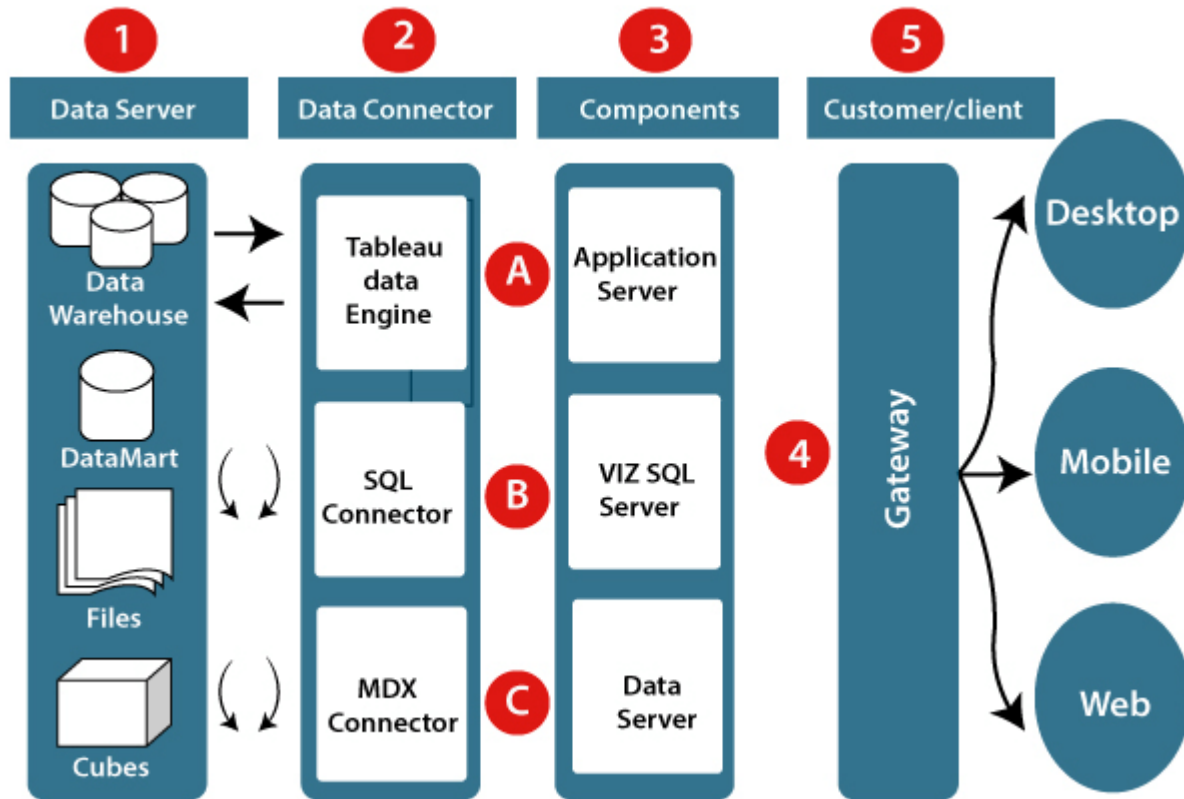 1
2
3
5
Data Server
Data Connector
Components
Customer/client
Data
Warehouse
DataMart
Files
Cubes
Tableau
data
Engine
SQL
Connector
MDX
Connector
A
B
C
Application
Server
VIZ SQL
Server
Data
Server
4
Gateway
Desktop
Mobile
Web